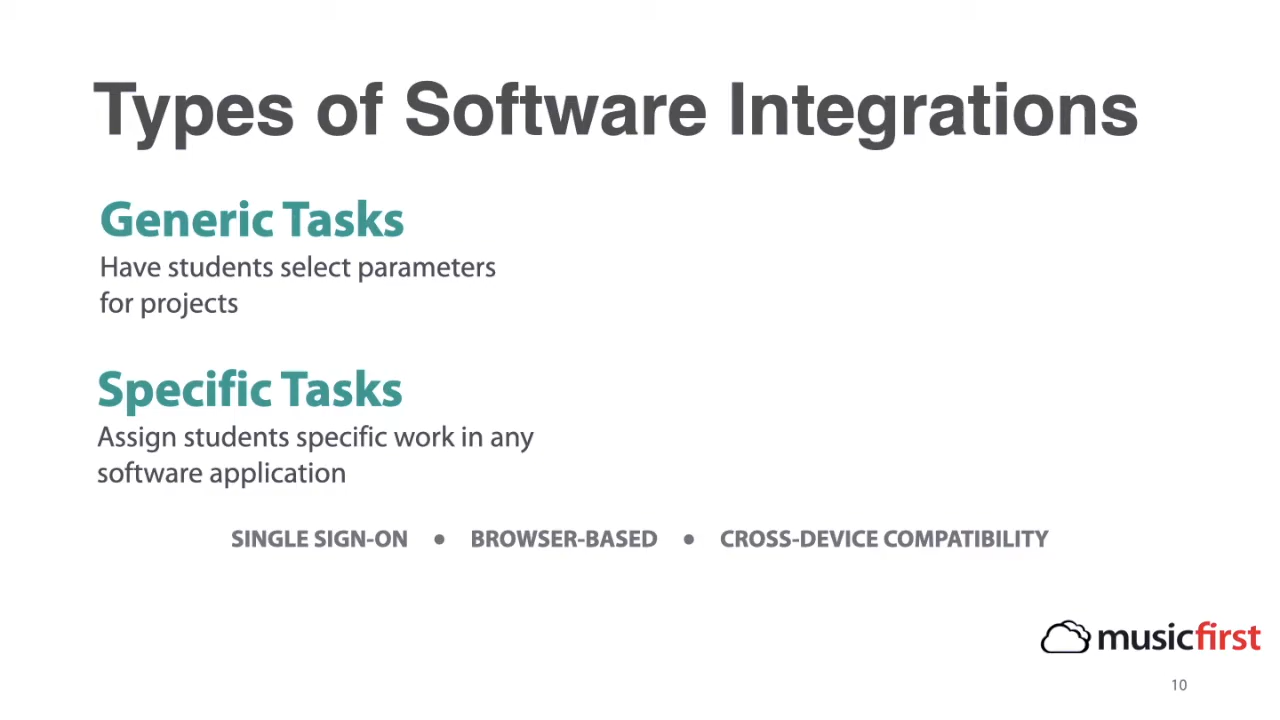 Types of Software Integrations
Generic Tasks
Have students select parameters
for projects
Specific Tasks
Assign students specific work in any
software application
SINGLE SIGN-ON • BROWSER-BASED • CROSS-DEVICE COMPATIBILITY
musicfirst
10